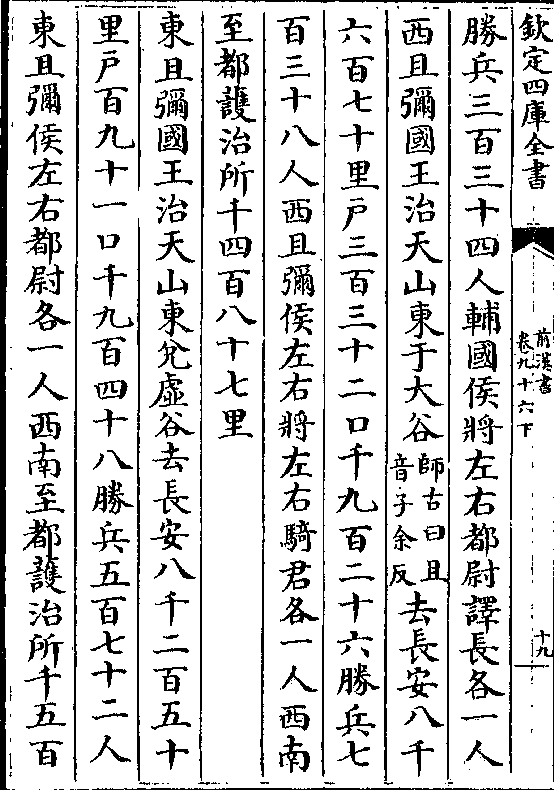 欽定四庫全書
前漢書
卷九十六下
十九
勝兵三百三十四人輔國侯將左右都尉譯長各一人
西且彌國王治天山東于大谷師古曰且音子余反去長安八千
六百七十里戶三百三十二口千九百二十六勝兵七
百三十八人西且彌侯左右將左右騎君各一人西南
至都護治所千四百八十七里
東且彌國王治天山東兊虛谷去長安八千二百五十
里戶百九十一口千九百四十八勝兵五百七十二人
東且彌侯左右都尉各一人西南至都護治所千五百